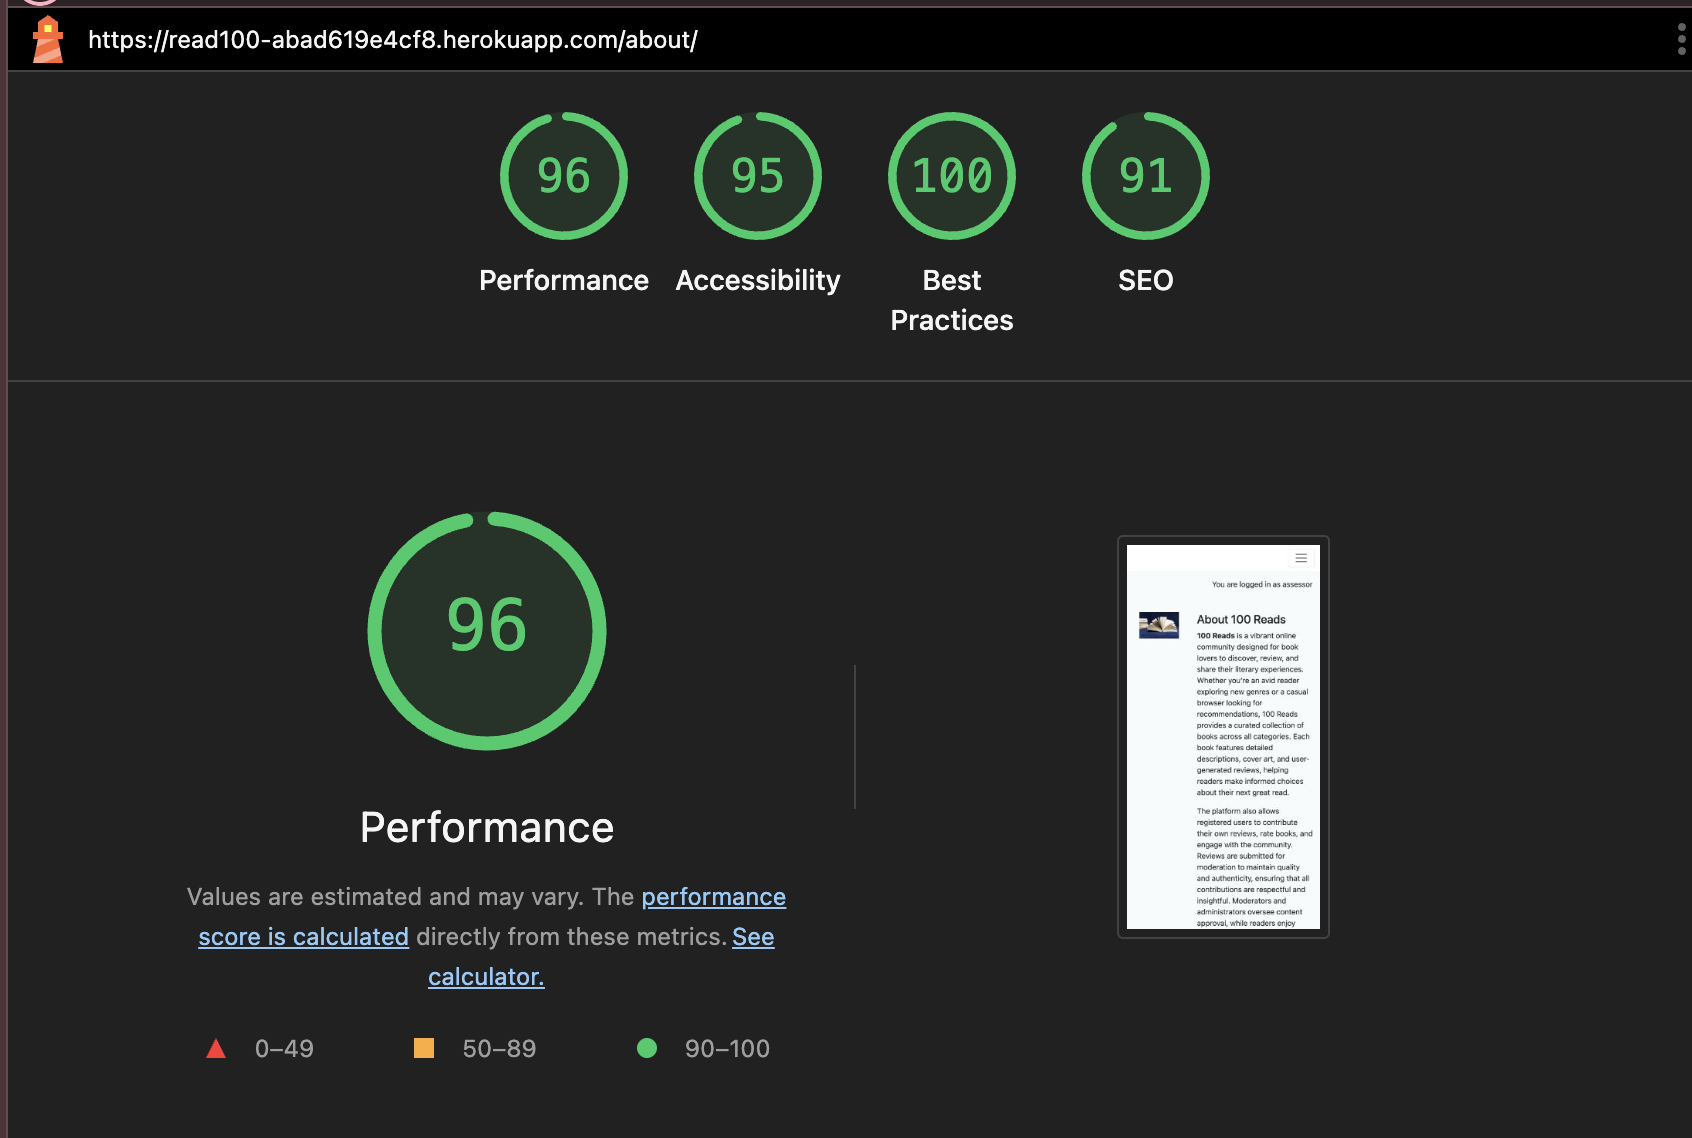 https://read100-abad619e4cf8.herokuapp.com/about/
96
95
100
91
Performance
Accessibility
Best
Practices
SEO
96
Performance
Values are estimated and may vary. The performance
score is calculated directly from these metrics. See
calculator.
0–49
50–89
90–100
You are logged in as assessor
About 100 Reads
100 Reads is a vibrant online
community designed for book
lovers to discover, review, and
share their literary experiences.
Whether you're an avid reader
exploring new genres or a casual
browser looking for
recommendations, 100 Reads
provides a curated collection of
books across all categories. Each
book features detailed
descriptions, cover art, and user-
generated reviews, helping
readers make informed choices
about their next great read.
The platform also allows
registered users to contribute
their own reviews, rate books, and
engage with the community.
Reviews are submitted for
moderation to maintain quality
and authenticity, ensuring that all
contributions are respectful and
insightful. Moderators and
administrators oversee content
approval, while readers enjoy